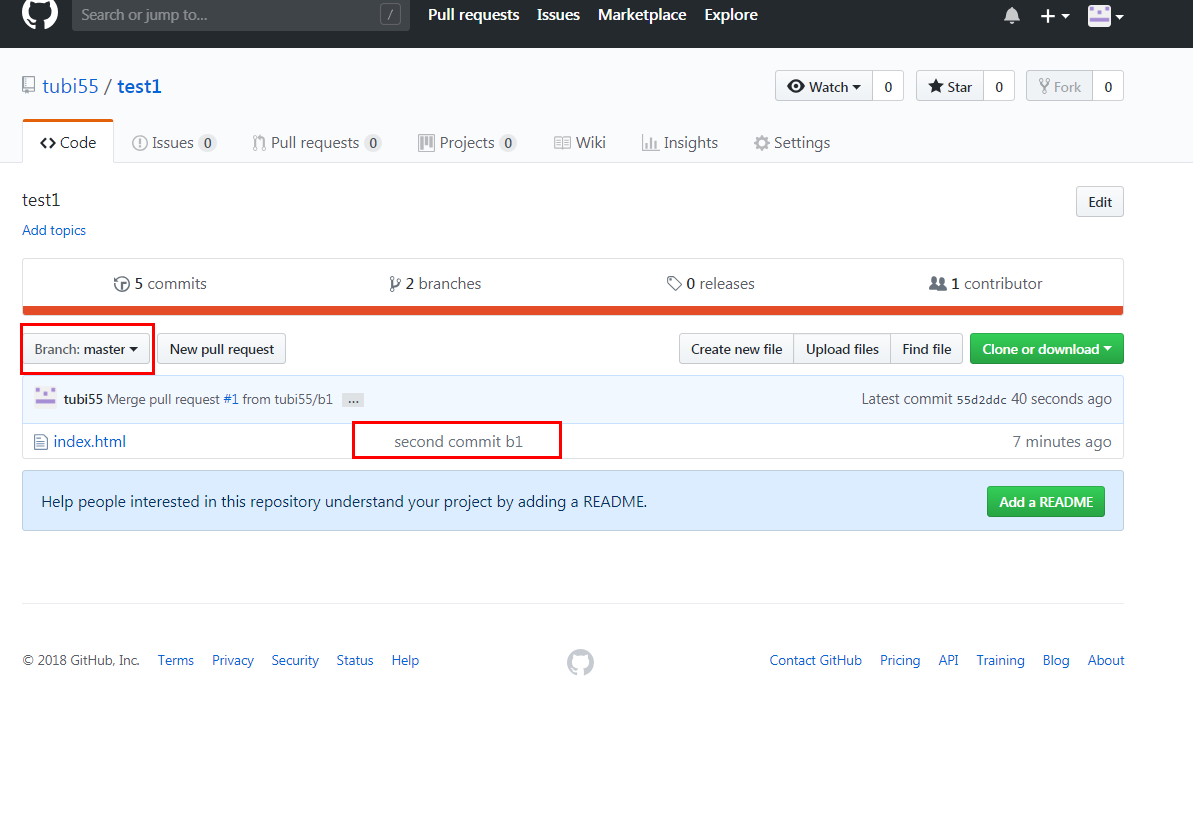 Search or jump to... / Pull requests Issues Marketplace Explore
tubi55 / test1 Watch 0 Star 0 Fork 0
Code Issues 0 Pull requests 0 Projects 0 Wiki Insights Settings
test1 Edit
Add topics
5 commits 2 branches 0 releases 1 contributor
Branch: master New pull request Create new file Upload files Find file Clone or download
tubi55 Merge pull request #1 from tubi55/b1 ... Latest commit 55d2ddc 40 seconds ago
index.html second commit b1 7 minutes ago
Help people interested in this repository understand your project by adding a README. Add a README
© 2018 GitHub, Inc. Terms Privacy Security Status Help Contact GitHub Pricing API Training Blog About